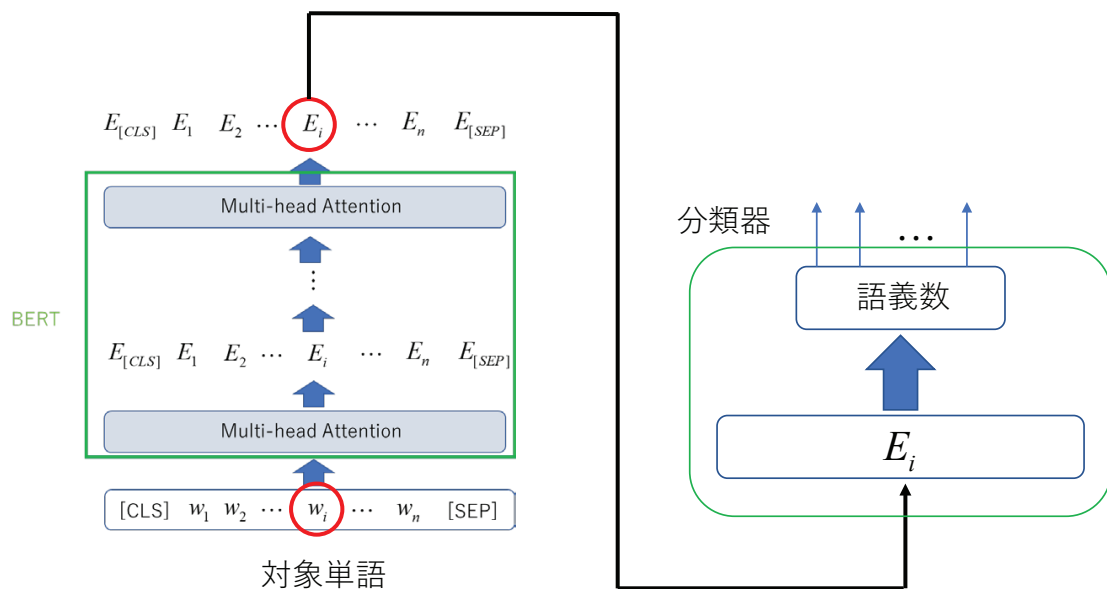 E[CLS] E1 E2 … Ei … En E[SEP]
Multi-head Attention
⋮
BERT
E[CLS] E1 E2 … Ei … En E[SEP]
Multi-head Attention
[CLS] w1 w2 … wi … wn [SEP]
対象単語
分類器
…
語義数
Ei